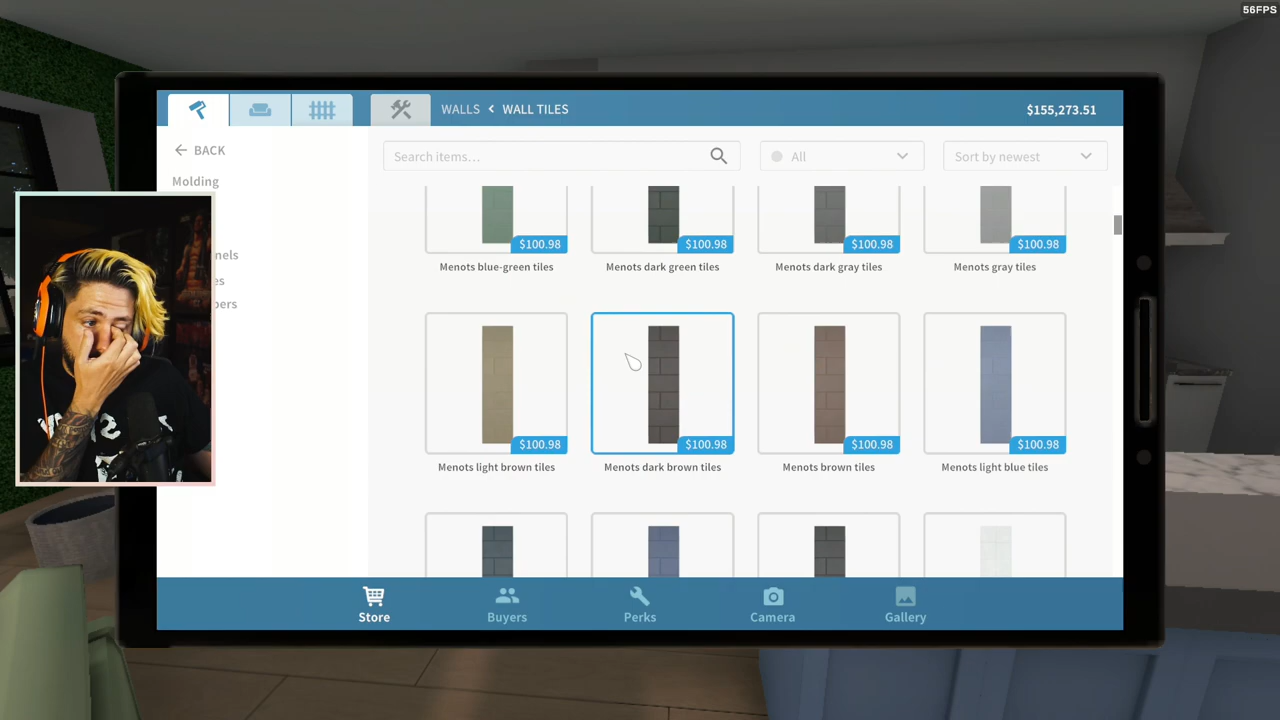 56FPS
WALLS < WALL TILES
$155,273.51
BACK
Search items...
All
Sort by newest
Molding
nels
es
pers
$100.98 $100.98 $100.98 $100.98
Menots blue-green tiles Menots dark green tiles Menots dark gray tiles Menots gray tiles
$100.98 $100.98 $100.98 $100.98
Menots light brown tiles Menots dark brown tiles Menots brown tiles Menots light blue tiles
Store Buyers Perks Camera Gallery